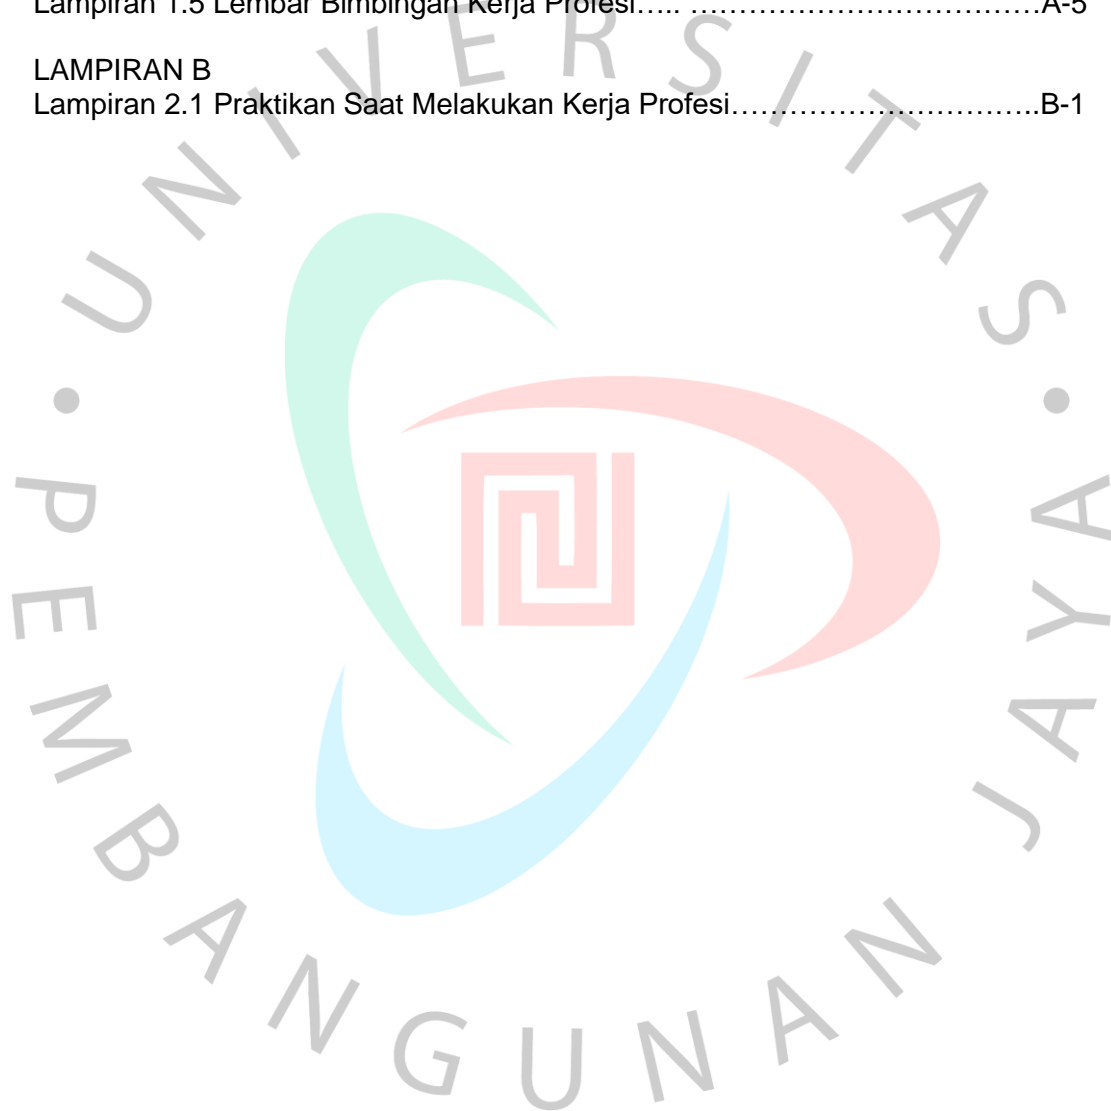 Lampiran 1.5 Lembar Bimbingan Kerja Profesi….. ………………………………A-5
LAMPIRAN B
Lampiran 2.1 Praktikan Saat Melakukan Kerja Profesi…………………………..B-1
UNIVERSITAS
• PEMBANGUNAN JAYA •